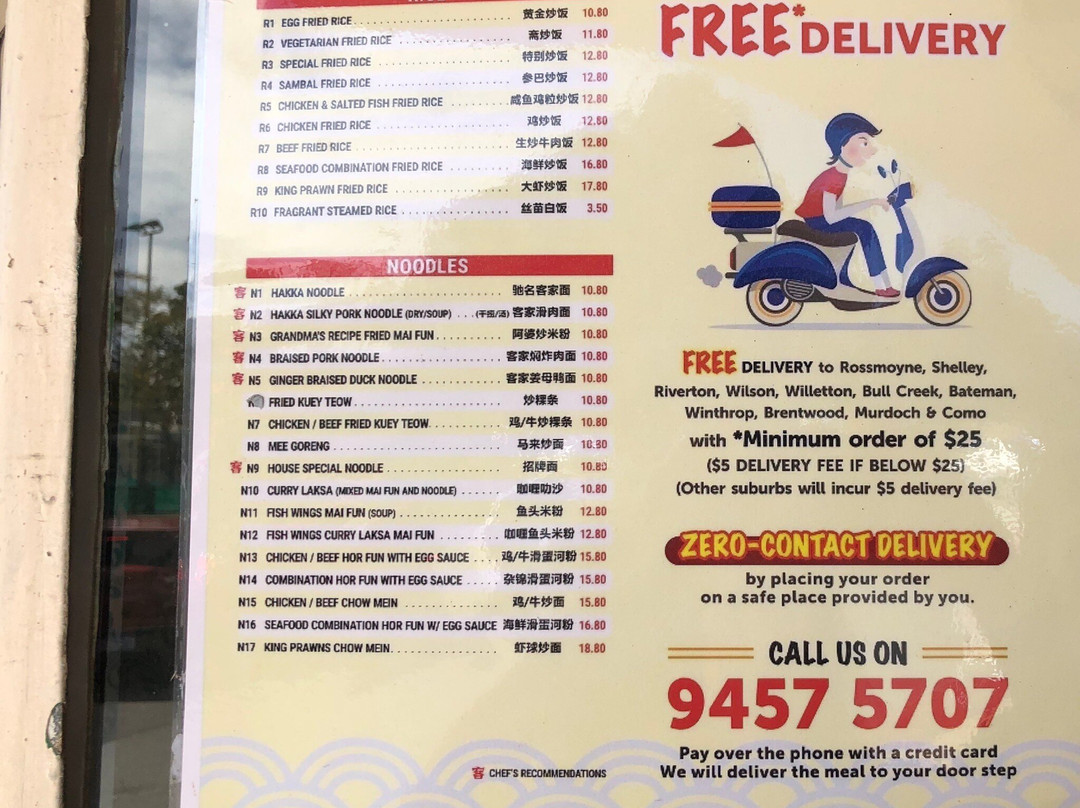 R1 EGG FRIED RICE 黄金炒饭 10.80
R2 VEGETARIAN FRIED RICE 斋炒饭 11.80
R3 SPECIAL FRIED RICE 特别炒饭 12.80
R4 SAMBAL FRIED RICE 参巴炒饭 12.80
R5 CHICKEN & SALTED FISH FRIED RICE 咸鱼鸡粒炒饭 12.80
R6 CHICKEN FRIED RICE 鸡炒饭 12.80
R7 BEEF FRIED RICE 生炒牛肉饭 12.80
R8 SEAFOOD COMBINATION FRIED RICE 海鲜炒饭 16.80
R9 KING PRAWN FRIED RICE 大虾炒饭 17.80
R10 FRAGRANT STEAMED RICE 丝苗白饭 3.50
NOODLES
客 N1 HAKKA NOODLE 驰名客家面 10.80
客 N2 HAKKA SILKY PORK NOODLE (DRY/SOUP) 客家滑肉面 10.80
客 N3 GRANDMA'S RECIPE FRIED MAI FUN 阿婆炒米粉 10.80
客 N4 BRAISED PORK NOODLE 客家焖炸肉面 10.80
客 N5 GINGER BRAISED DUCK NOODLE 客家姜母鸭面 10.80
FRIED KUEY TEOW 炒粿条 10.80
N7 CHICKEN / BEEF FRIED KUEY TEOW 鸡/牛炒粿条 10.80
N8 MEE GORENG 马来炒面 10.80
客 N9 HOUSE SPECIAL NOODLE 招牌面 10.80
N10 CURRY LAKSA (MIXED MAI FUN AND NOODLE) 咖喱叻沙 10.80
N11 FISH WINGS MAI FUN (SOUP) 鱼头米粉 12.80
N12 FISH WINGS CURRY LAKSA MAI FUN 咖喱鱼头米粉 12.80
N13 CHICKEN / BEEF HOR FUN WITH EGG SAUCE 鸡/牛滑蛋河粉 15.80
N14 COMBINATION HOR FUN WITH EGG SAUCE 杂锦滑蛋河粉 15.80
N15 CHICKEN / BEEF CHOW MEIN 鸡/牛炒面 15.80
N16 SEAFOOD COMBINATION HOR FUN W/ EGG SAUCE 海鲜滑蛋河粉 16.80
N17 KING PRAWNS CHOW MEIN 虾球炒面 18.80
客 CHEF'S RECOMMENDATIONS
FREE* DELIVERY
FREE DELIVERY to Rossmoyne, Shelley,
Riverton, Wilson, Willetton, Bull Creek, Bateman,
Winthrop, Brentwood, Murdoch & Como
with *Minimum order of $25
($5 DELIVERY FEE IF BELOW $25)
(Other suburbs will incur $5 delivery fee)
ZERO-CONTACT DELIVERY
by placing your order
on a safe place provided by you.
CALL US ON
9457 5707
Pay over the phone with a credit card
We will deliver the meal to your door step